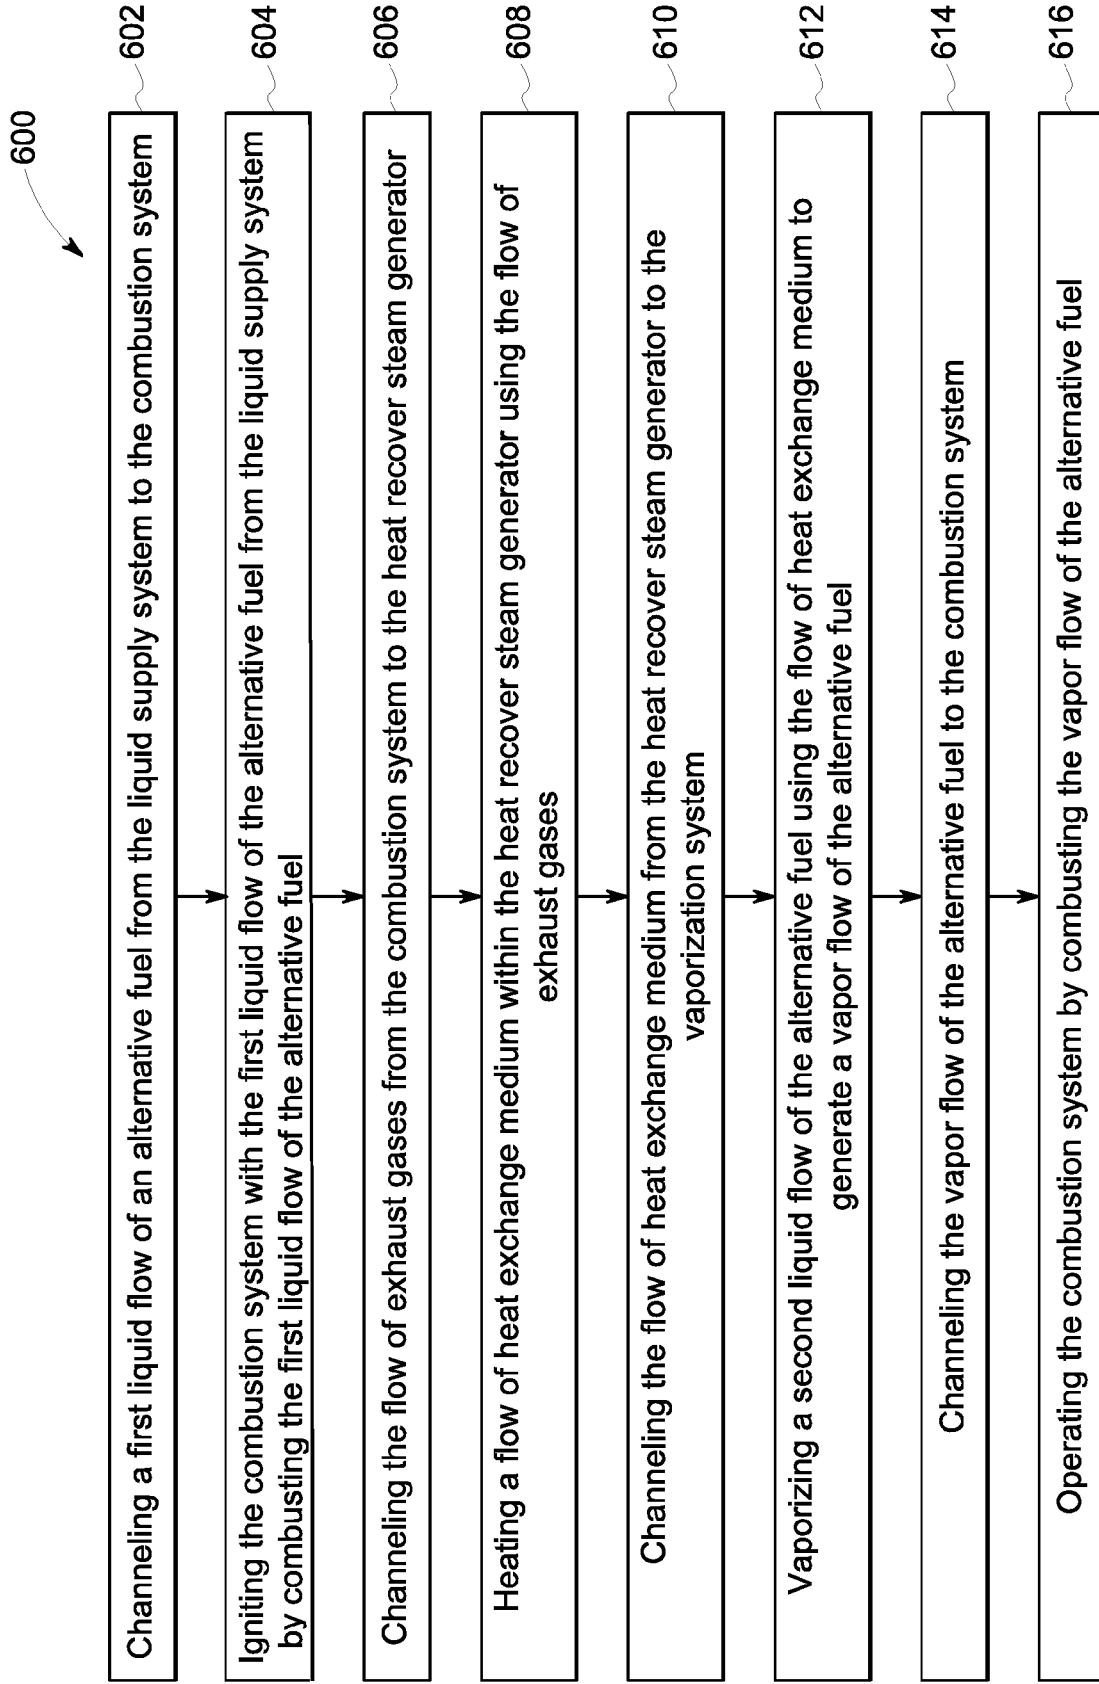 600
Channeling a first liquid flow of an alternative fuel from the liquid supply system to the combustion system
602
Igniting the combustion system with the first liquid flow of the alternative fuel from the liquid supply system
by combusting the first liquid flow of the alternative fuel
604
Channeling the flow of exhaust gases from the combustion system to the heat recover steam generator
606
Heating a flow of heat exchange medium within the heat recover steam generator using the flow of
exhaust gases
608
Channeling the flow of heat exchange medium from the heat recover steam generator to the
vaporization system
610
Vaporizing a second liquid flow of the alternative fuel using the flow of heat exchange medium to
generate a vapor flow of the alternative fuel
612
Channeling the vapor flow of the alternative fuel to the combustion system
614
Operating the combustion system by combusting the vapor flow of the alternative fuel
616